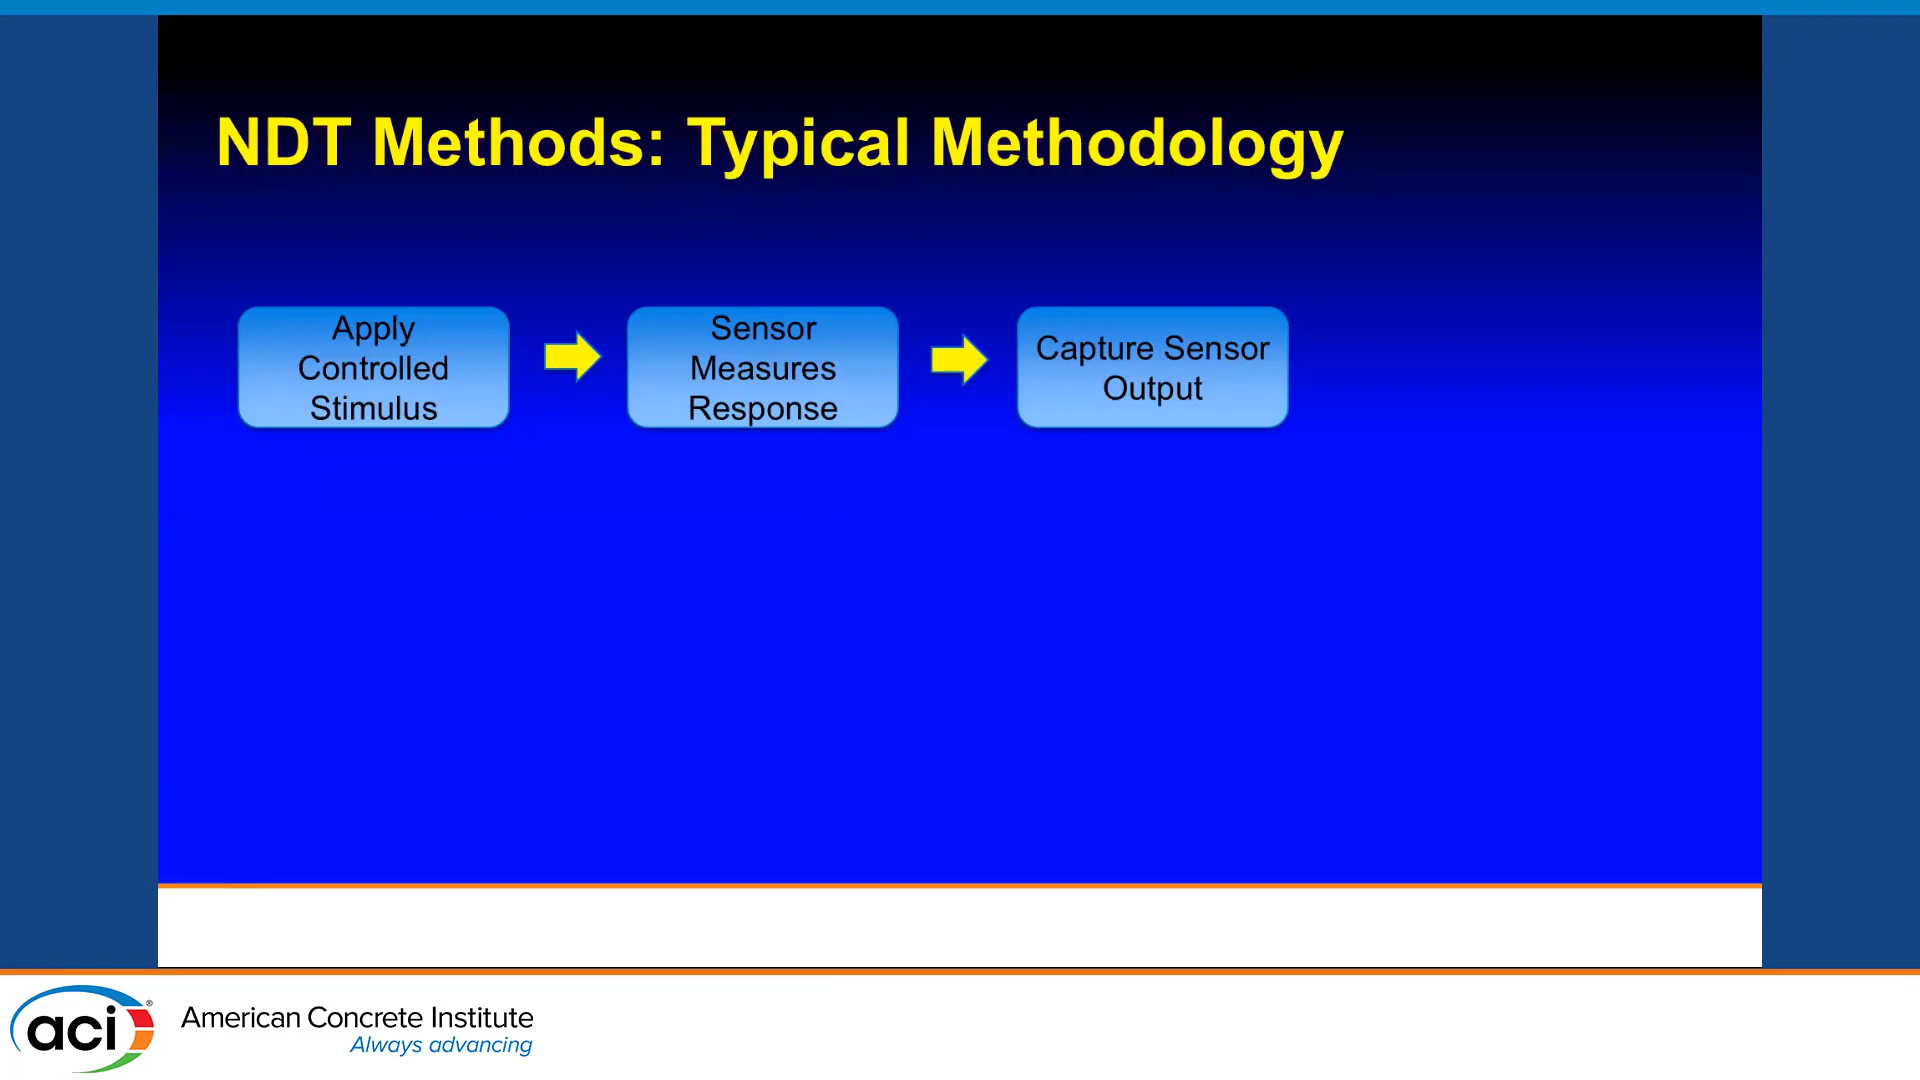 NDT Methods: Typical Methodology
Apply
Controlled
Stimulus
Sensor
Measures
Response
Capture Sensor
Output
aci®
American Concrete Institute
Always advancing